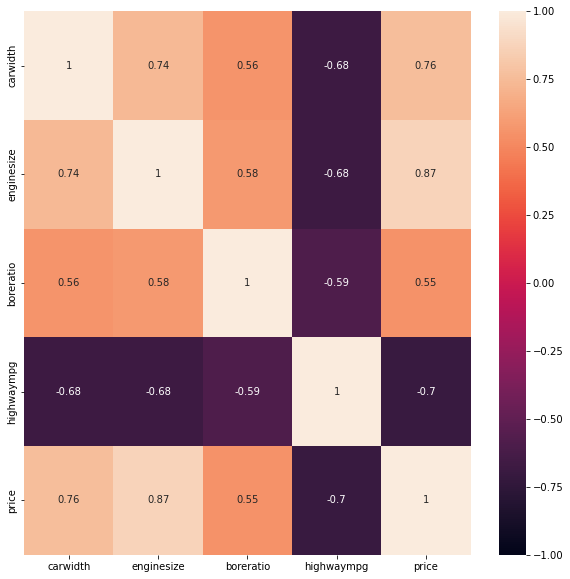 carwidth 1 0.74 0.56 -0.68 0.76
enginesize 0.74 1 0.58 -0.68 0.87
boreratio 0.56 0.58 1 -0.59 0.55
highwaympg -0.68 -0.68 -0.59 1 -0.7
price 0.76 0.87 0.55 -0.7 1
carwidth enginesize boreratio highwaympg price
1.00
0.75
0.50
0.25
0.00
−0.25
−0.50
−0.75
−1.00